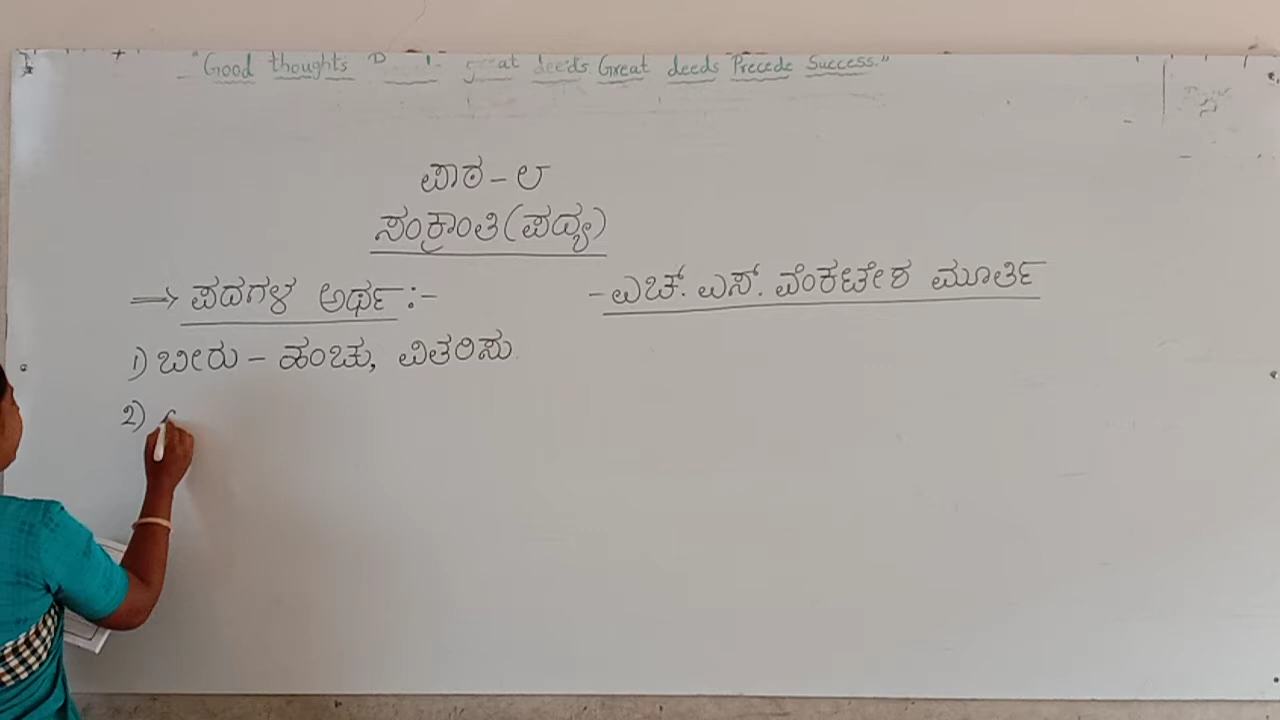 "Good thoughts great deeds. Great deeds Precede Success."
ಪಾಠ - ೮
ಸಂಕ್ರಾಂತಿ (ಪದ್ಯ)
- ಎಚ್. ಎಸ್. ವೆಂಕಟೇಶ ಮೂರ್ತಿ
⇒ ಪದಗಳ ಅರ್ಥ :-
1) ಬೀರು - ಹಂಚು, ವಿತರಿಸು
2)